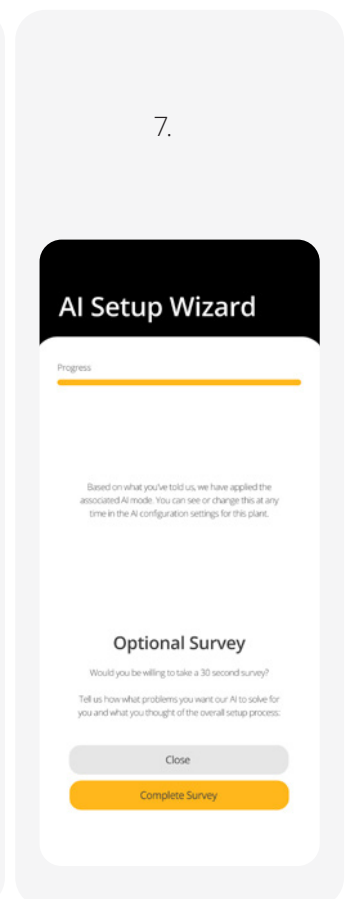 7.
AI Setup Wizard
Progress
Based on what you've told us, we have applied the
associated AI mode. You can see or change this at any
time in the AI configuration settings for this plant.
Optional Survey
Would you be willing to take a 30 second survey?
Tell us how what problems you want our AI to solve for
you and what you thought of the overall setup process:
Close
Complete Survey